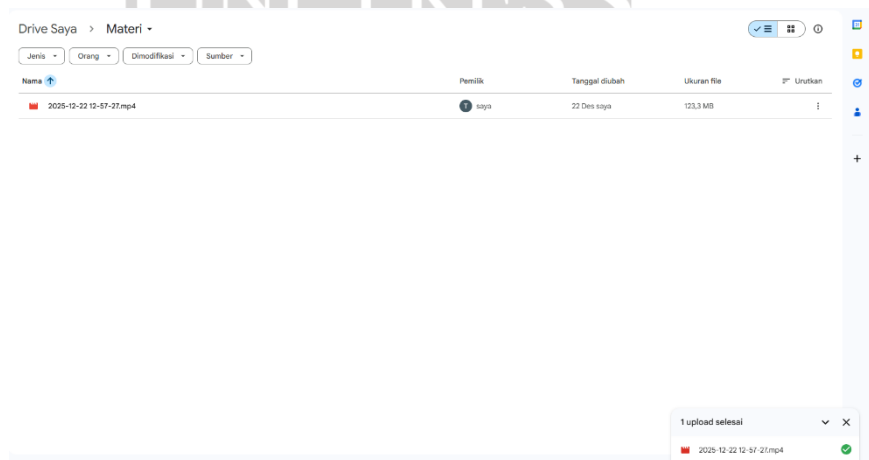 Drive Saya > Materi
Jenis Orang Dimodifikasi Sumber
Nama Pemilik Tanggal diubah Ukuran file Urutkan
2025-12-22 12-57-27.mp4 T saya 22 Des saya 123,3 MB
1 upload selesai
2025-12-22 12-57-27.mp4